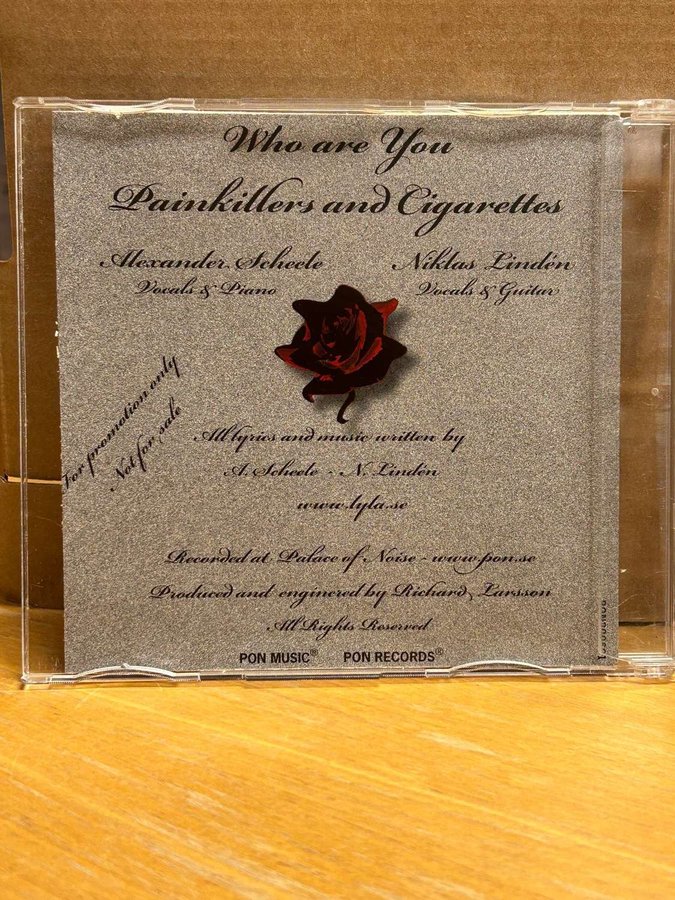 Who are You
Painkillers and Cigarettes
Alexander Scheele
Vocals & Piano
Niklas Lindén
Vocals & Guitar
For promotion only
Not for sale
All lyrics and music written by
A. Scheele - N. Lindén
www.lyla.se
Recorded at Palace of Noise - www.pon.se
Produced and engineered by Richard Larsson
All Rights Reserved
PON MUSIC® PON RECORDS®